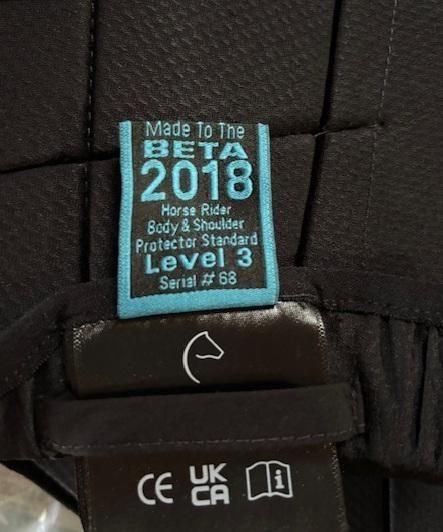 Made To The
BETA
2018
Horse Rider
Body & Shoulder
Protector Standard
Level 3
Serial # 68
CE UK
CA i